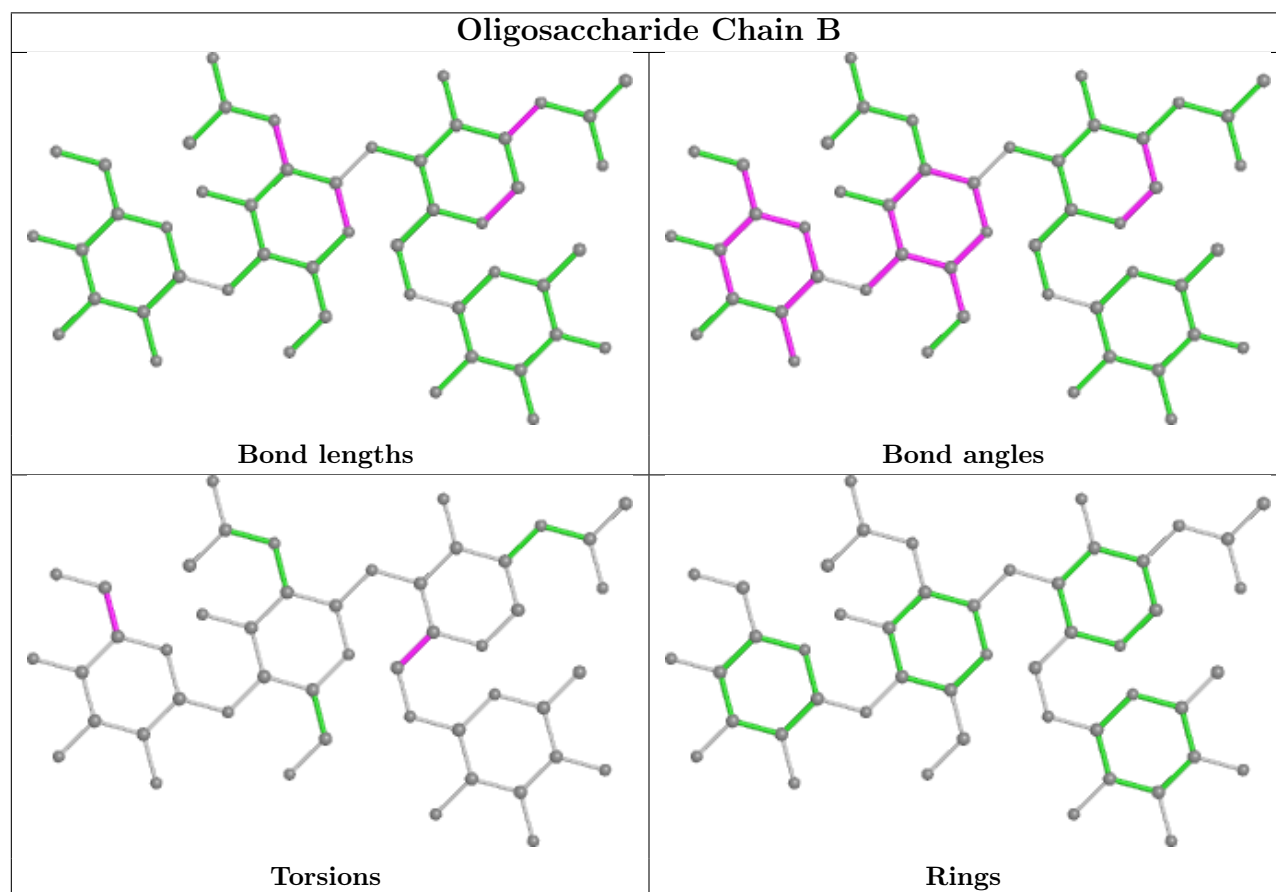 Oligosaccharide Chain B
Bond lengths
Bond angles
Torsions
Rings